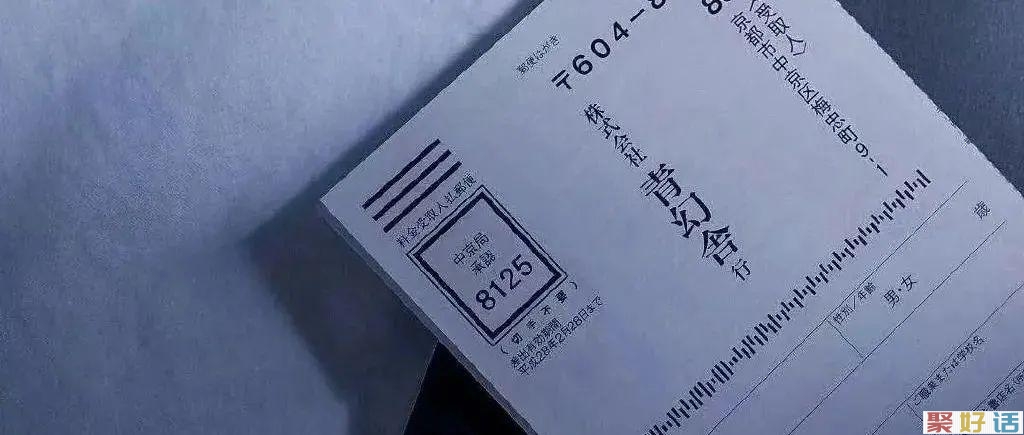 郵便はがき
〒604-8
受取人〉
京都市中京区梅忠町9-1
株式会社 青幻舎行
料金受取人払郵便
中京局
承認
8125
(切手不要)
差出有効期間
平成28年2月28日まで
性別/年齢
男・女
歳
ご職業または学校名
聚好话